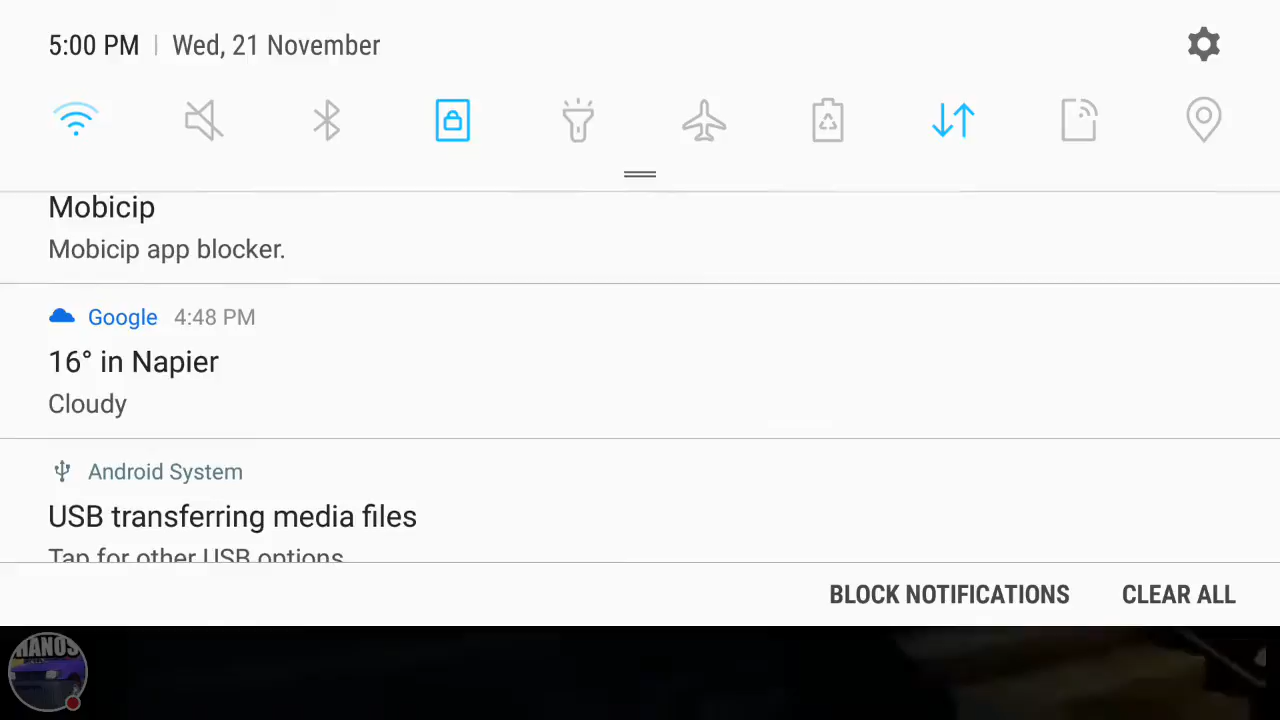 5:00 PM | Wed, 21 November
Mobicip
Mobicip app blocker.
Google 4:48 PM
16° in Napier
Cloudy
Android System
USB transferring media files
Tap for other USB options
BLOCK NOTIFICATIONS CLEAR ALL
HANOS